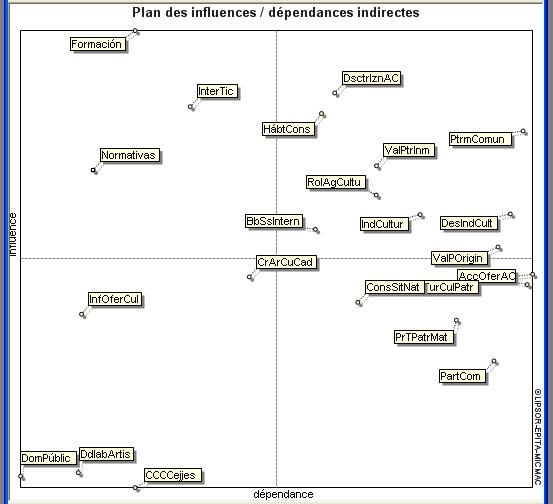 Plan des influences / dépendances indirectes
Formación
DsctrlznAC
InterTic
HábtCons
PtrmComun
Normativas
ValPtrInm
RolAgCultu
BbSsIntern
IndCultur
DesIndCult
influence
CrArCuCad
ValPOrigin
AccOferAC
ConsSitNat
TurCulPatr
InfOferCul
PrTPatrMat
PartCom
DomPúblic
DdlabArtis
CCCCejjes
dépendance
© LIPSOR-EPITA-MICMAC